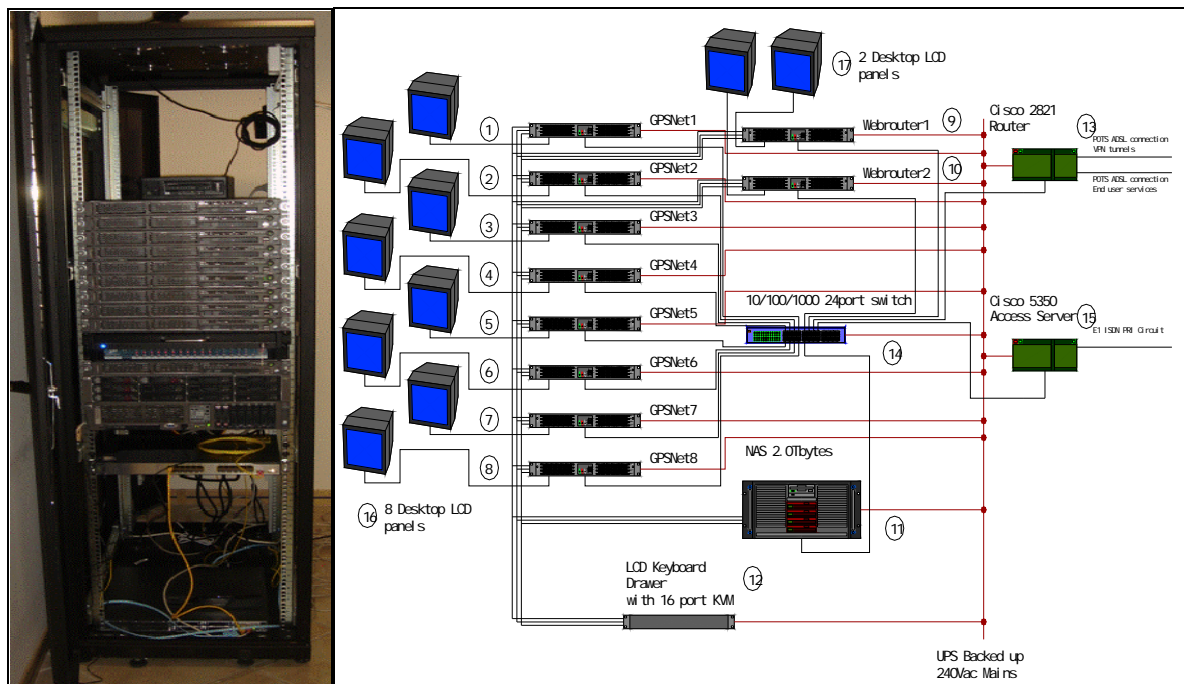 17
2 Desktop LCD
panels
1
GPSNet1
Webrouter1
9
Cisco 2821
Router
13
POTS ADSL connection
VPN tunnels
2
GPSNet2
Webrouter2
10
POTS ADSL connection
End user services
3
GPSNet3
4
GPSNet4
5
GPSNet5
10/100/1000 24port switch
14
Cisco 5350
Access Server
15
E1 ISDN PRI Circuit
6
GPSNet6
7
GPSNet7
8
GPSNet8
NAS 2.0Tbytes
11
16
8 Desktop LCD
panels
LCD Keyboard
Drawer
with 16 port KVM
12
UPS Backed up
240Vac Mains